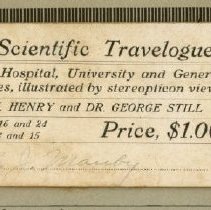 Scientific Travelogue
Hospital, University and Gener
es, illustrated by stereopticon view
. HENRY and DR. GEORGE STILL
16 and 24
and 15 Price, $1.00